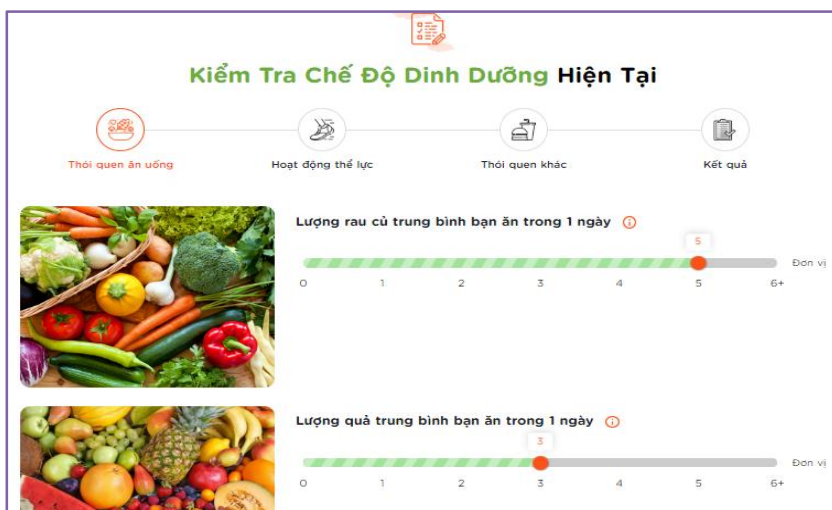 Kiểm Tra Chế Độ Dinh Dưỡng Hiện Tại
Thói quen ăn uống
Hoạt động thể lực
Thói quen khác
Kết quả
Lượng rau củ trung bình bạn ăn trong 1 ngày
5
Đơn vị
0 1 2 3 4 5 6+
Lượng quả trung bình bạn ăn trong 1 ngày
3
Đơn vị
0 1 2 3 4 5 6+